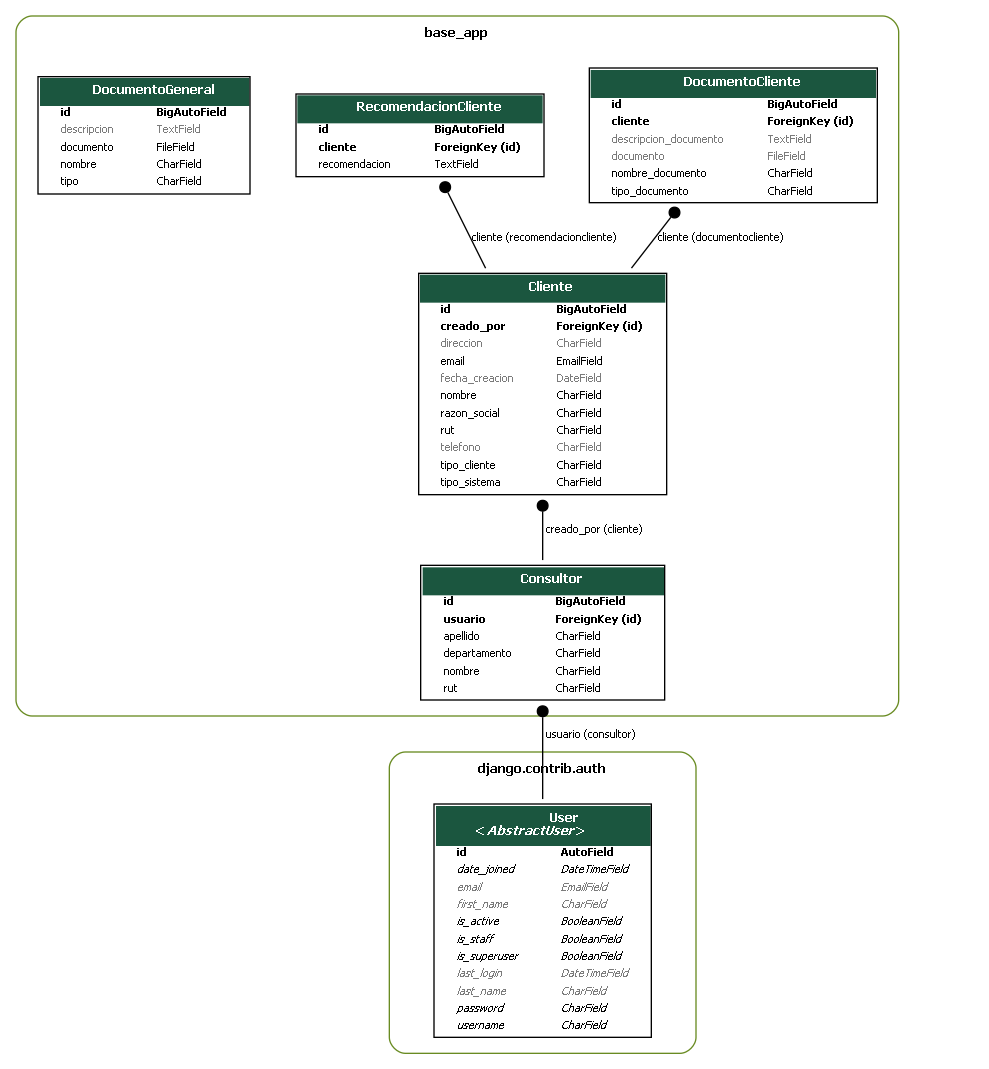 base_app
DocumentoGeneral
id BigAutoField
descripcion TextField
documento FileField
nombre CharField
tipo CharField
RecomendacionCliente
id BigAutoField
cliente ForeignKey (id)
recomendacion TextField
DocumentoCliente
id BigAutoField
cliente ForeignKey (id)
descripcion_documento TextField
documento FileField
nombre_documento CharField
tipo_documento CharField
cliente (recomendacioncliente)
cliente (documentocliente)
Cliente
id BigAutoField
creado_por ForeignKey (id)
direccion CharField
email EmailField
fecha_creacion DateField
nombre CharField
razon_social CharField
rut CharField
telefono CharField
tipo_cliente CharField
tipo_sistema CharField
creado_por (cliente)
Consultor
id BigAutoField
usuario ForeignKey (id)
apellido CharField
departamento CharField
nombre CharField
rut CharField
usuario (consultor)
django.contrib.auth
User
<AbstractUser>
id AutoField
date_joined DateTimeField
email EmailField
first_name CharField
is_active BooleanField
is_staff BooleanField
is_superuser BooleanField
last_login DateTimeField
last_name CharField
password CharField
username CharField